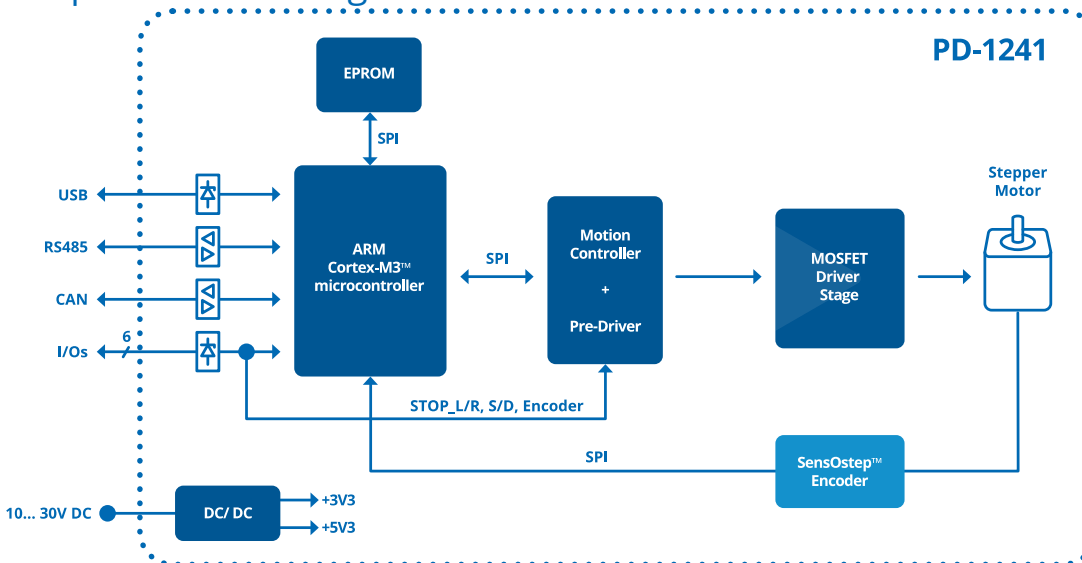 PD-1241
EPROM
SPI
USB
RS485
CAN
I/Os
6
ARM
Cortex-M3™
microcontroller
SPI
Motion
Controller
+
Pre-Driver
MOSFET
Driver
Stage
Stepper
Motor
STOP_L/R, S/D, Encoder
SPI
SensOstep™
Encoder
10... 30V DC
DC/ DC
+3V3
+5V3